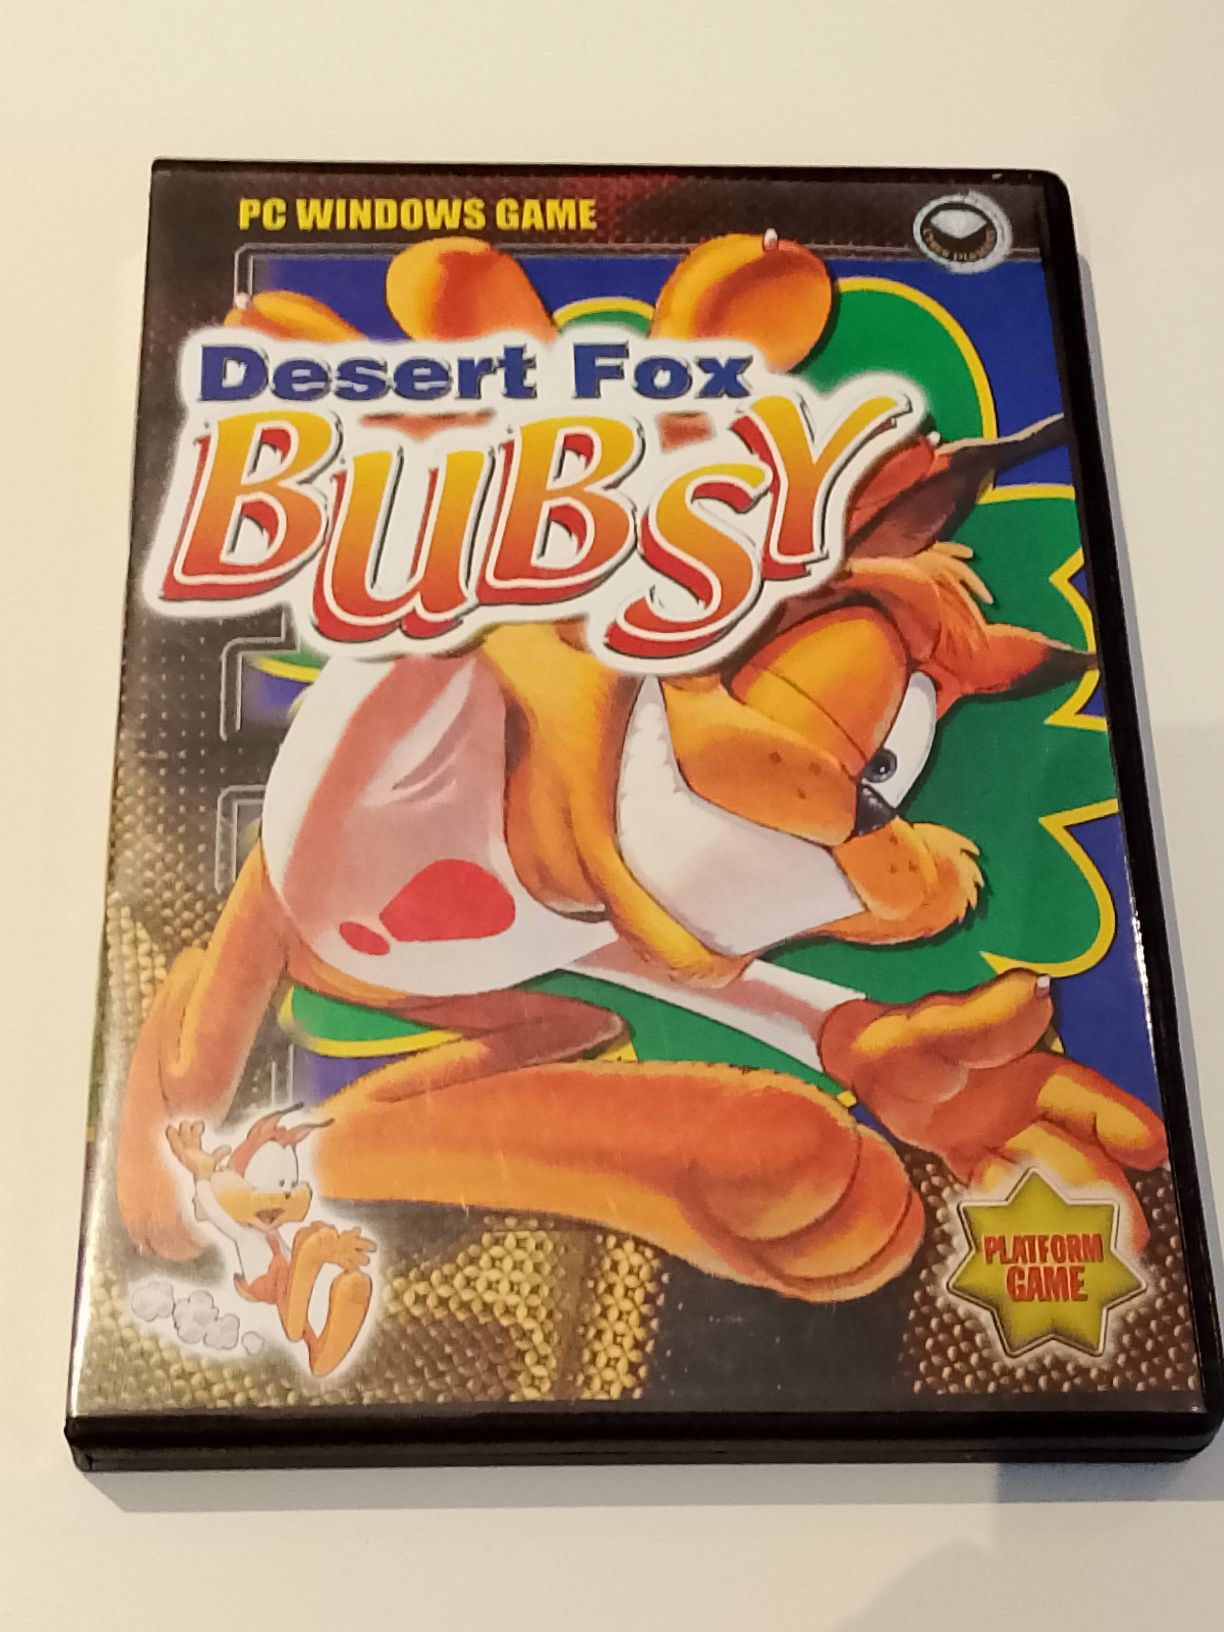 PC WINDOWS GAME
Desert Fox
BUBSY
PLATFORM
GAME